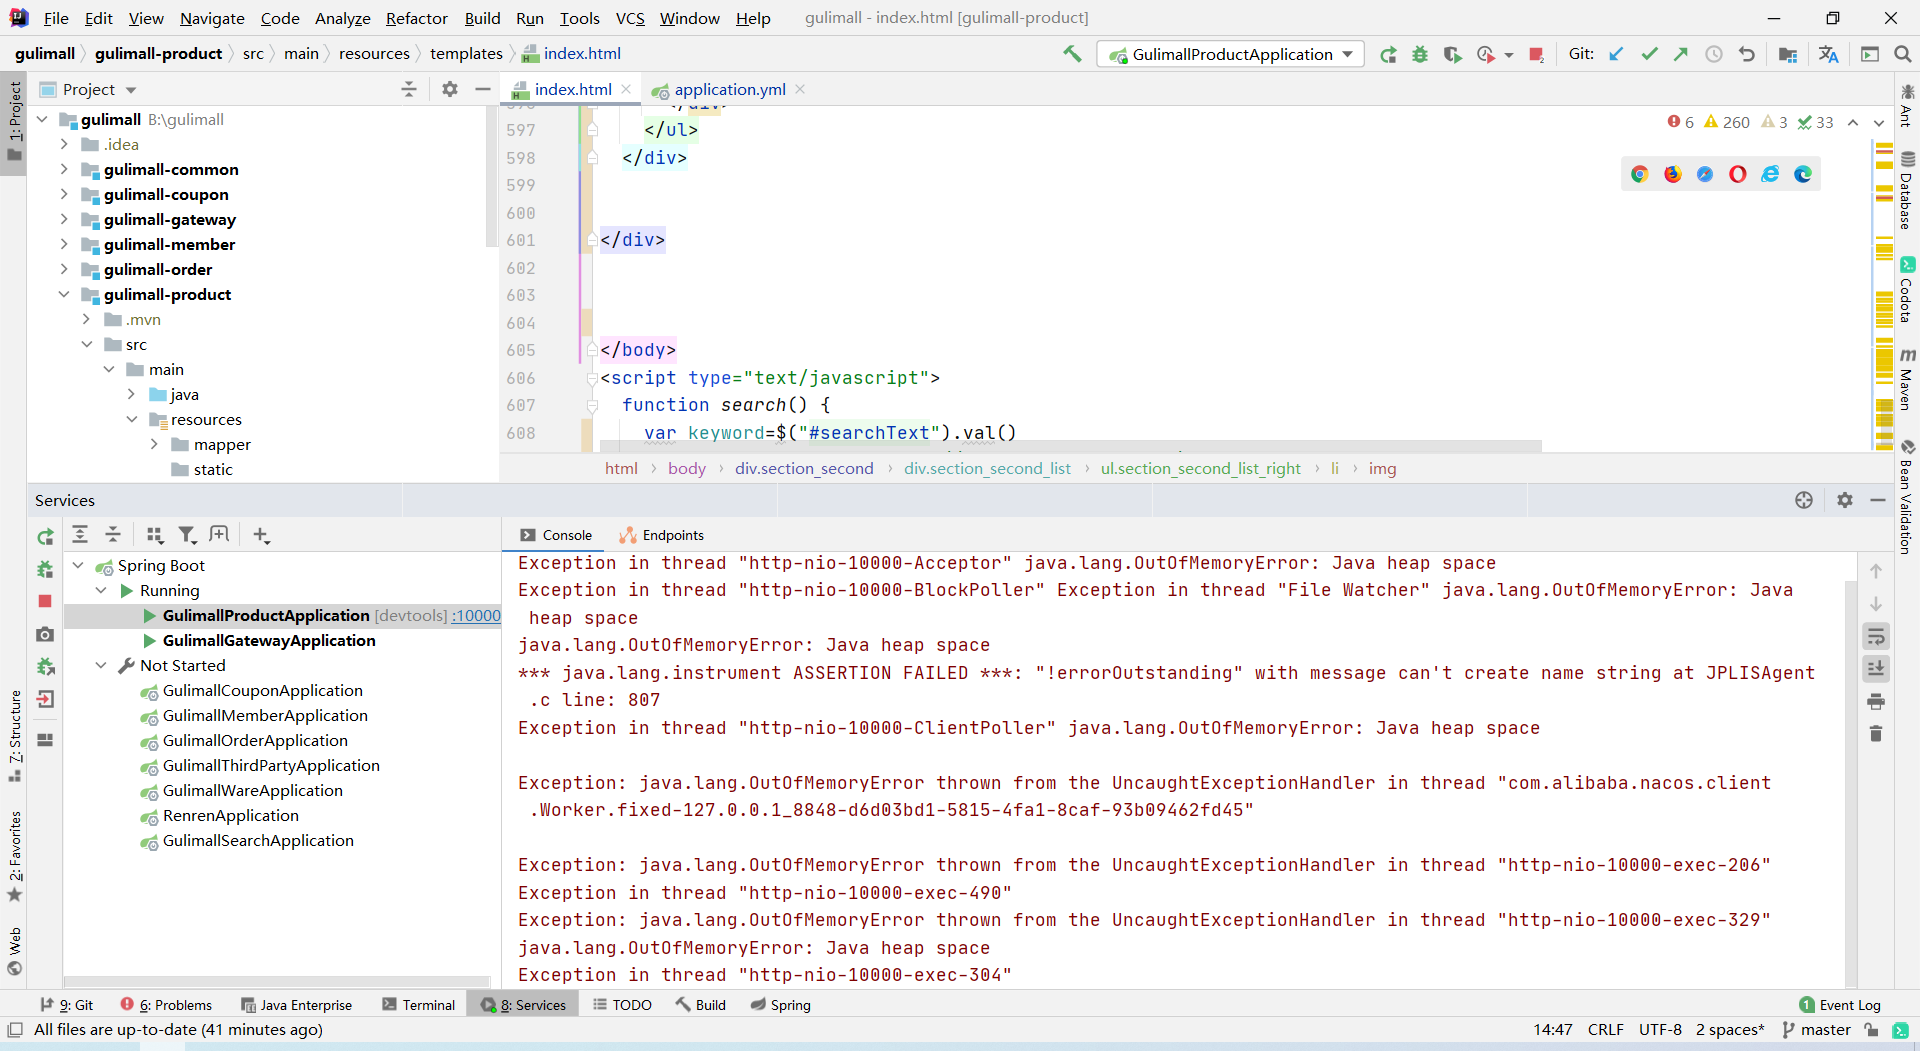 File Edit View Navigate Code Analyze Refactor Build Run Tools VCS Window Help gulimall - index.html [gulimall-product]
gulimall gulimall-product src main resources templates index.html GulimallProductApplication Git:
1: Project
7: Structure
2: Favorites
Web
Project
gulimall B:\gulimall
.idea
gulimall-common
gulimall-coupon
gulimall-gateway
gulimall-member
gulimall-order
gulimall-product
.mvn
src
main
java
resources
mapper
static
index.html application.yml
6 260 3 33
597 </ul>
598 </div>
599
600
601 </div>
602
603
604
605 </body>
606 <script type="text/javascript">
607 function search() {
608 var keyword=$("#searchText").val()
html body div.section_second div.section_second_list ul.section_second_list_right li img
Ant
Database
Codota
Maven
Bean Validation
Services
Spring Boot
Running
GulimallProductApplication [devtools] :10000
GulimallGatewayApplication
Not Started
GulimallCouponApplication
GulimallMemberApplication
GulimallOrderApplication
GulimallThirdPartyApplication
GulimallWareApplication
RenrenApplication
GulimallSearchApplication
Console Endpoints
Exception in thread "http-nio-10000-Acceptor" java.lang.OutOfMemoryError: Java heap space
Exception in thread "http-nio-10000-BlockPoller" Exception in thread "File Watcher" java.lang.OutOfMemoryError: Java
heap space
java.lang.OutOfMemoryError: Java heap space
*** java.lang.instrument ASSERTION FAILED ***: "!errorOutstanding" with message can't create name string at JPLISAgent
.c line: 807
Exception in thread "http-nio-10000-ClientPoller" java.lang.OutOfMemoryError: Java heap space
Exception: java.lang.OutOfMemoryError thrown from the UncaughtExceptionHandler in thread "com.alibaba.nacos.client
.Worker.fixed-127.0.0.1_8848-d6d03bd1-5815-4fa1-8caf-93b09462fd45"
Exception: java.lang.OutOfMemoryError thrown from the UncaughtExceptionHandler in thread "http-nio-10000-exec-206"
Exception in thread "http-nio-10000-exec-490"
Exception: java.lang.OutOfMemoryError thrown from the UncaughtExceptionHandler in thread "http-nio-10000-exec-329"
java.lang.OutOfMemoryError: Java heap space
Exception in thread "http-nio-10000-exec-304"
9: Git 6: Problems Java Enterprise Terminal 8: Services TODO Build Spring 1 Event Log
All files are up-to-date (41 minutes ago) 14:47 CRLF UTF-8 2 spaces* master